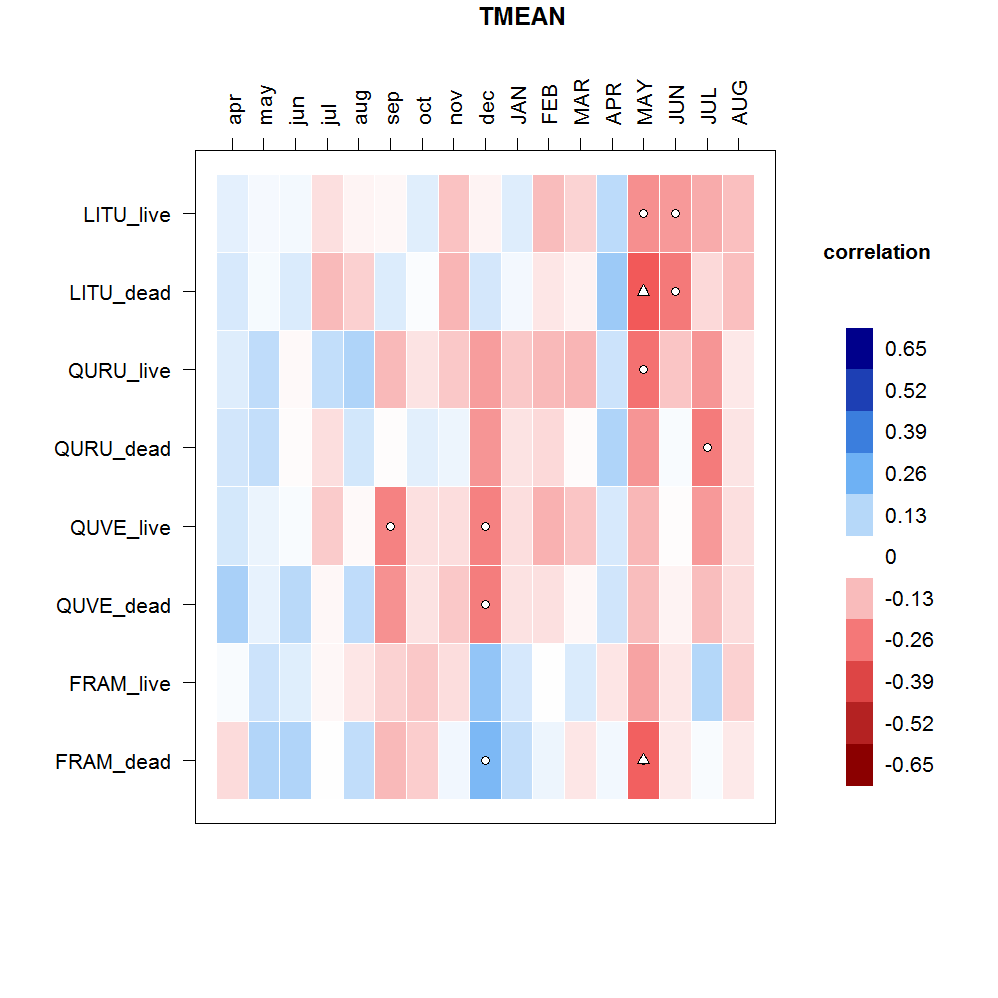 TMEAN
apr may jun jul aug sep oct nov dec JAN FEB MAR APR MAY JUN JUL AUG
LITU_live
LITU_dead
QURU_live
QURU_dead
QUVE_live
QUVE_dead
FRAM_live
FRAM_dead
correlation
0.65
0.52
0.39
0.26
0.13
0
-0.13
-0.26
-0.39
-0.52
-0.65